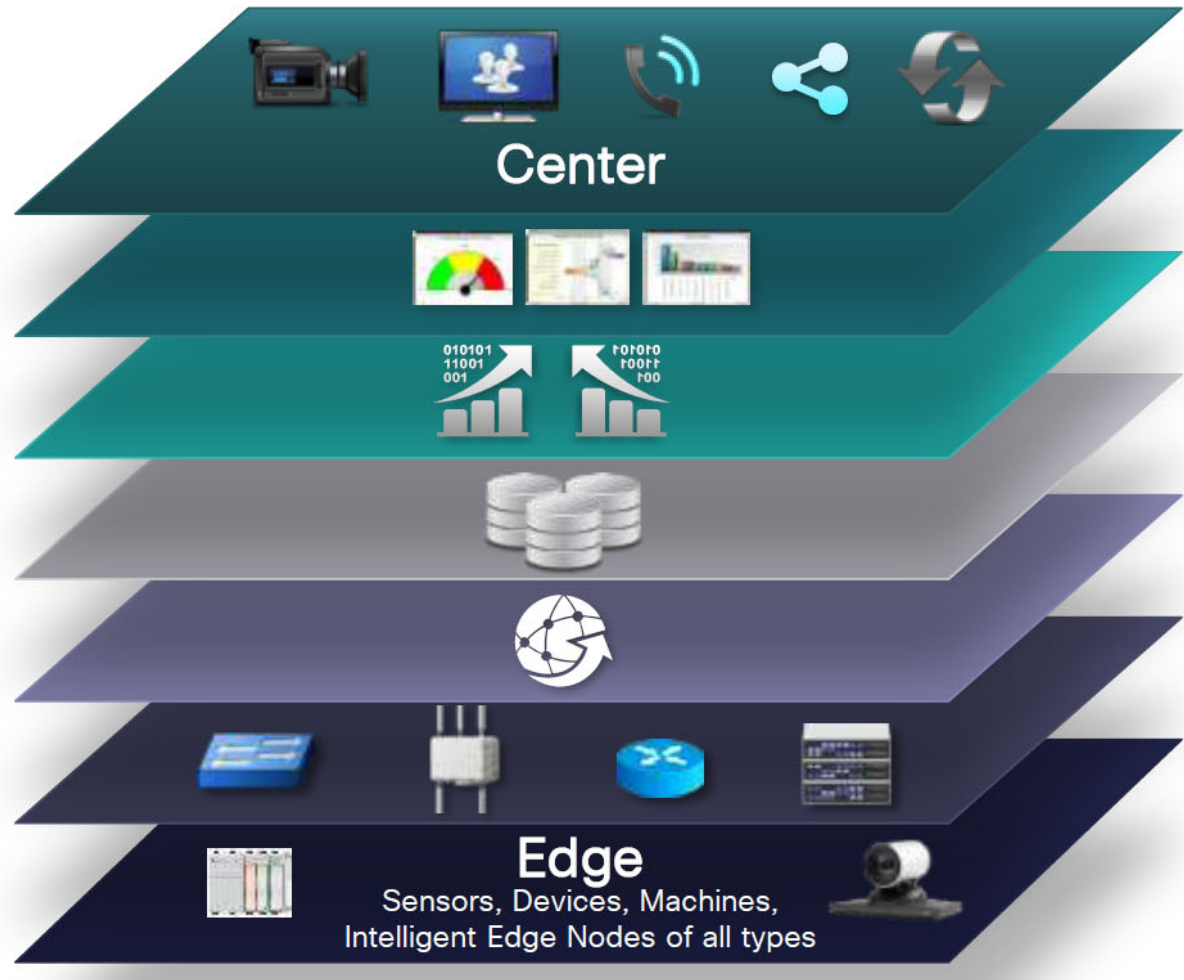 Center
010101
11001
001
010101
11001
001
Edge
Sensors, Devices, Machines,
Intelligent Edge Nodes of all types